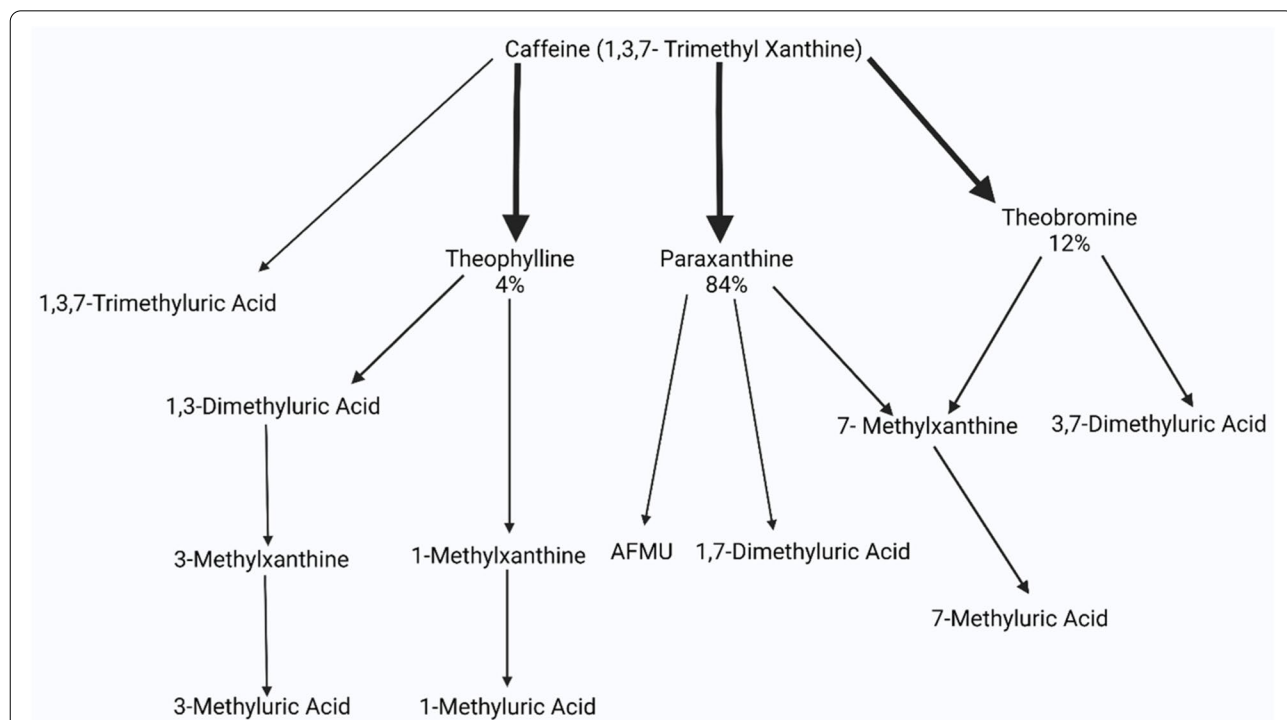 Caffeine (1,3,7- Trimethyl Xanthine)
Theobromine
12%
Theophylline
4%
Paraxanthine
84%
1,3,7-Trimethyluric Acid
1,3-Dimethyluric Acid
7- Methylxanthine
3,7-Dimethyluric Acid
3-Methylxanthine
1-Methylxanthine
AFMU
1,7-Dimethyluric Acid
7-Methyluric Acid
3-Methyluric Acid
1-Methyluric Acid